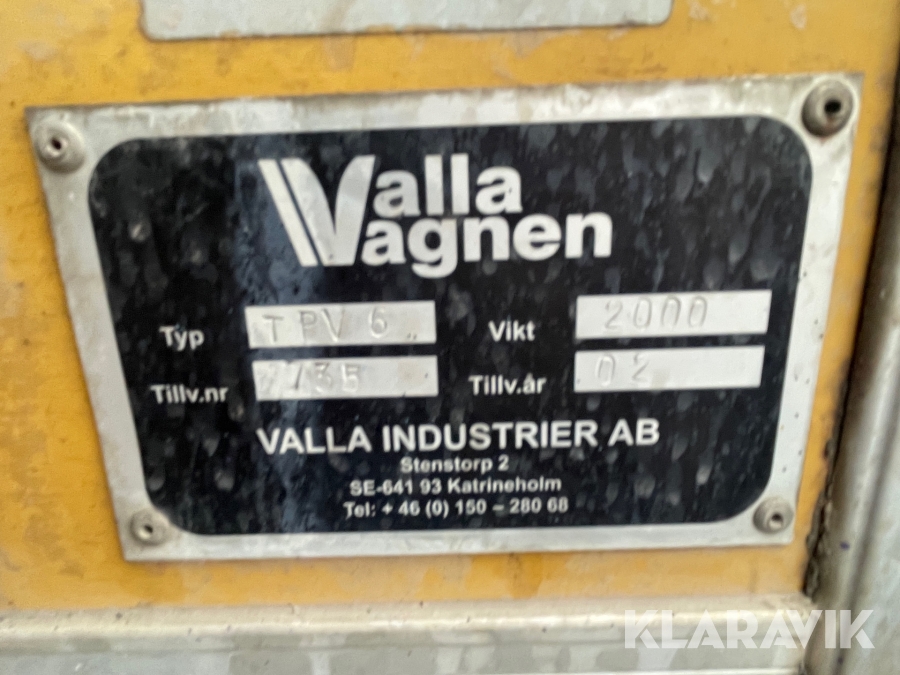 Valla
Vagnen
Typ TPV 6 Vikt 2000
Tillv.nr Tillv.år 02
VALLA INDUSTRIER AB
Stenstorp 2
SE-641 93 Katrineholm
Tel: + 46 (0) 150 – 280 68
KLARAVIK